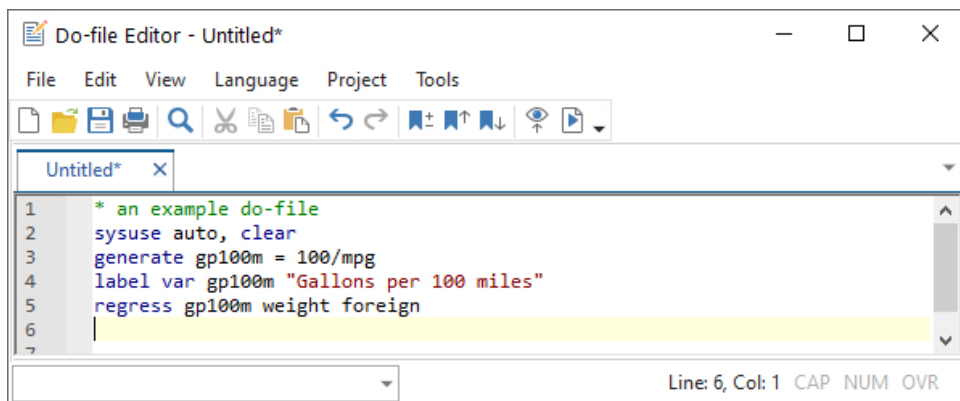 Do-file Editor - Untitled*
File Edit View Language Project Tools
Untitled*
1 * an example do-file
2 sysuse auto, clear
3 generate gp100m = 100/mpg
4 label var gp100m "Gallons per 100 miles"
5 regress gp100m weight foreign
6
7
Line: 6, Col: 1 CAP NUM OVR